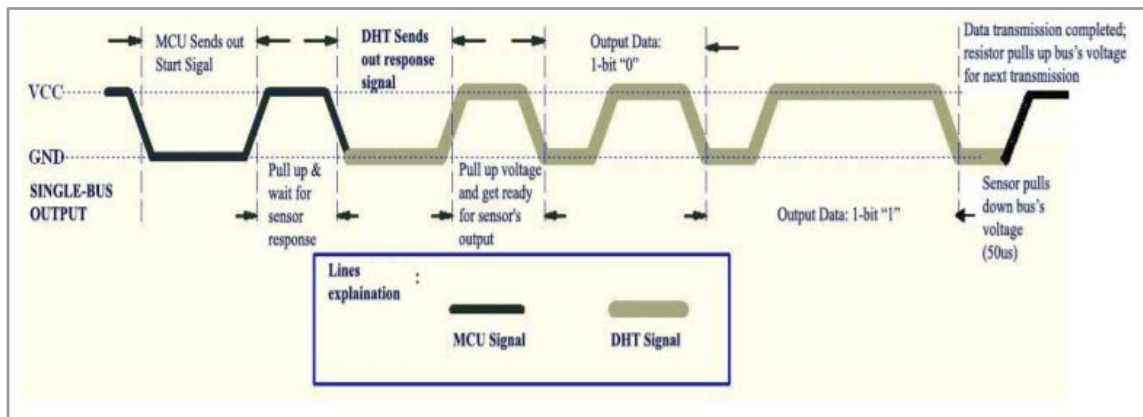 MCU Sends out
Start Sigal
DHT Sends
out response
signal
Output Data:
1-bit “0”
Data transmission completed;
resistor pulls up bus’s voltage
for next transmission
VCC
GND
SINGLE-BUS
OUTPUT
Pull up &
wait for
sensor
response
Pull up voltage
and get ready
for sensor's
output
Output Data: 1-bit “1”
Sensor pulls
down bus’s
voltage
(50us)
Lines
explaination :
MCU Signal
DHT Signal